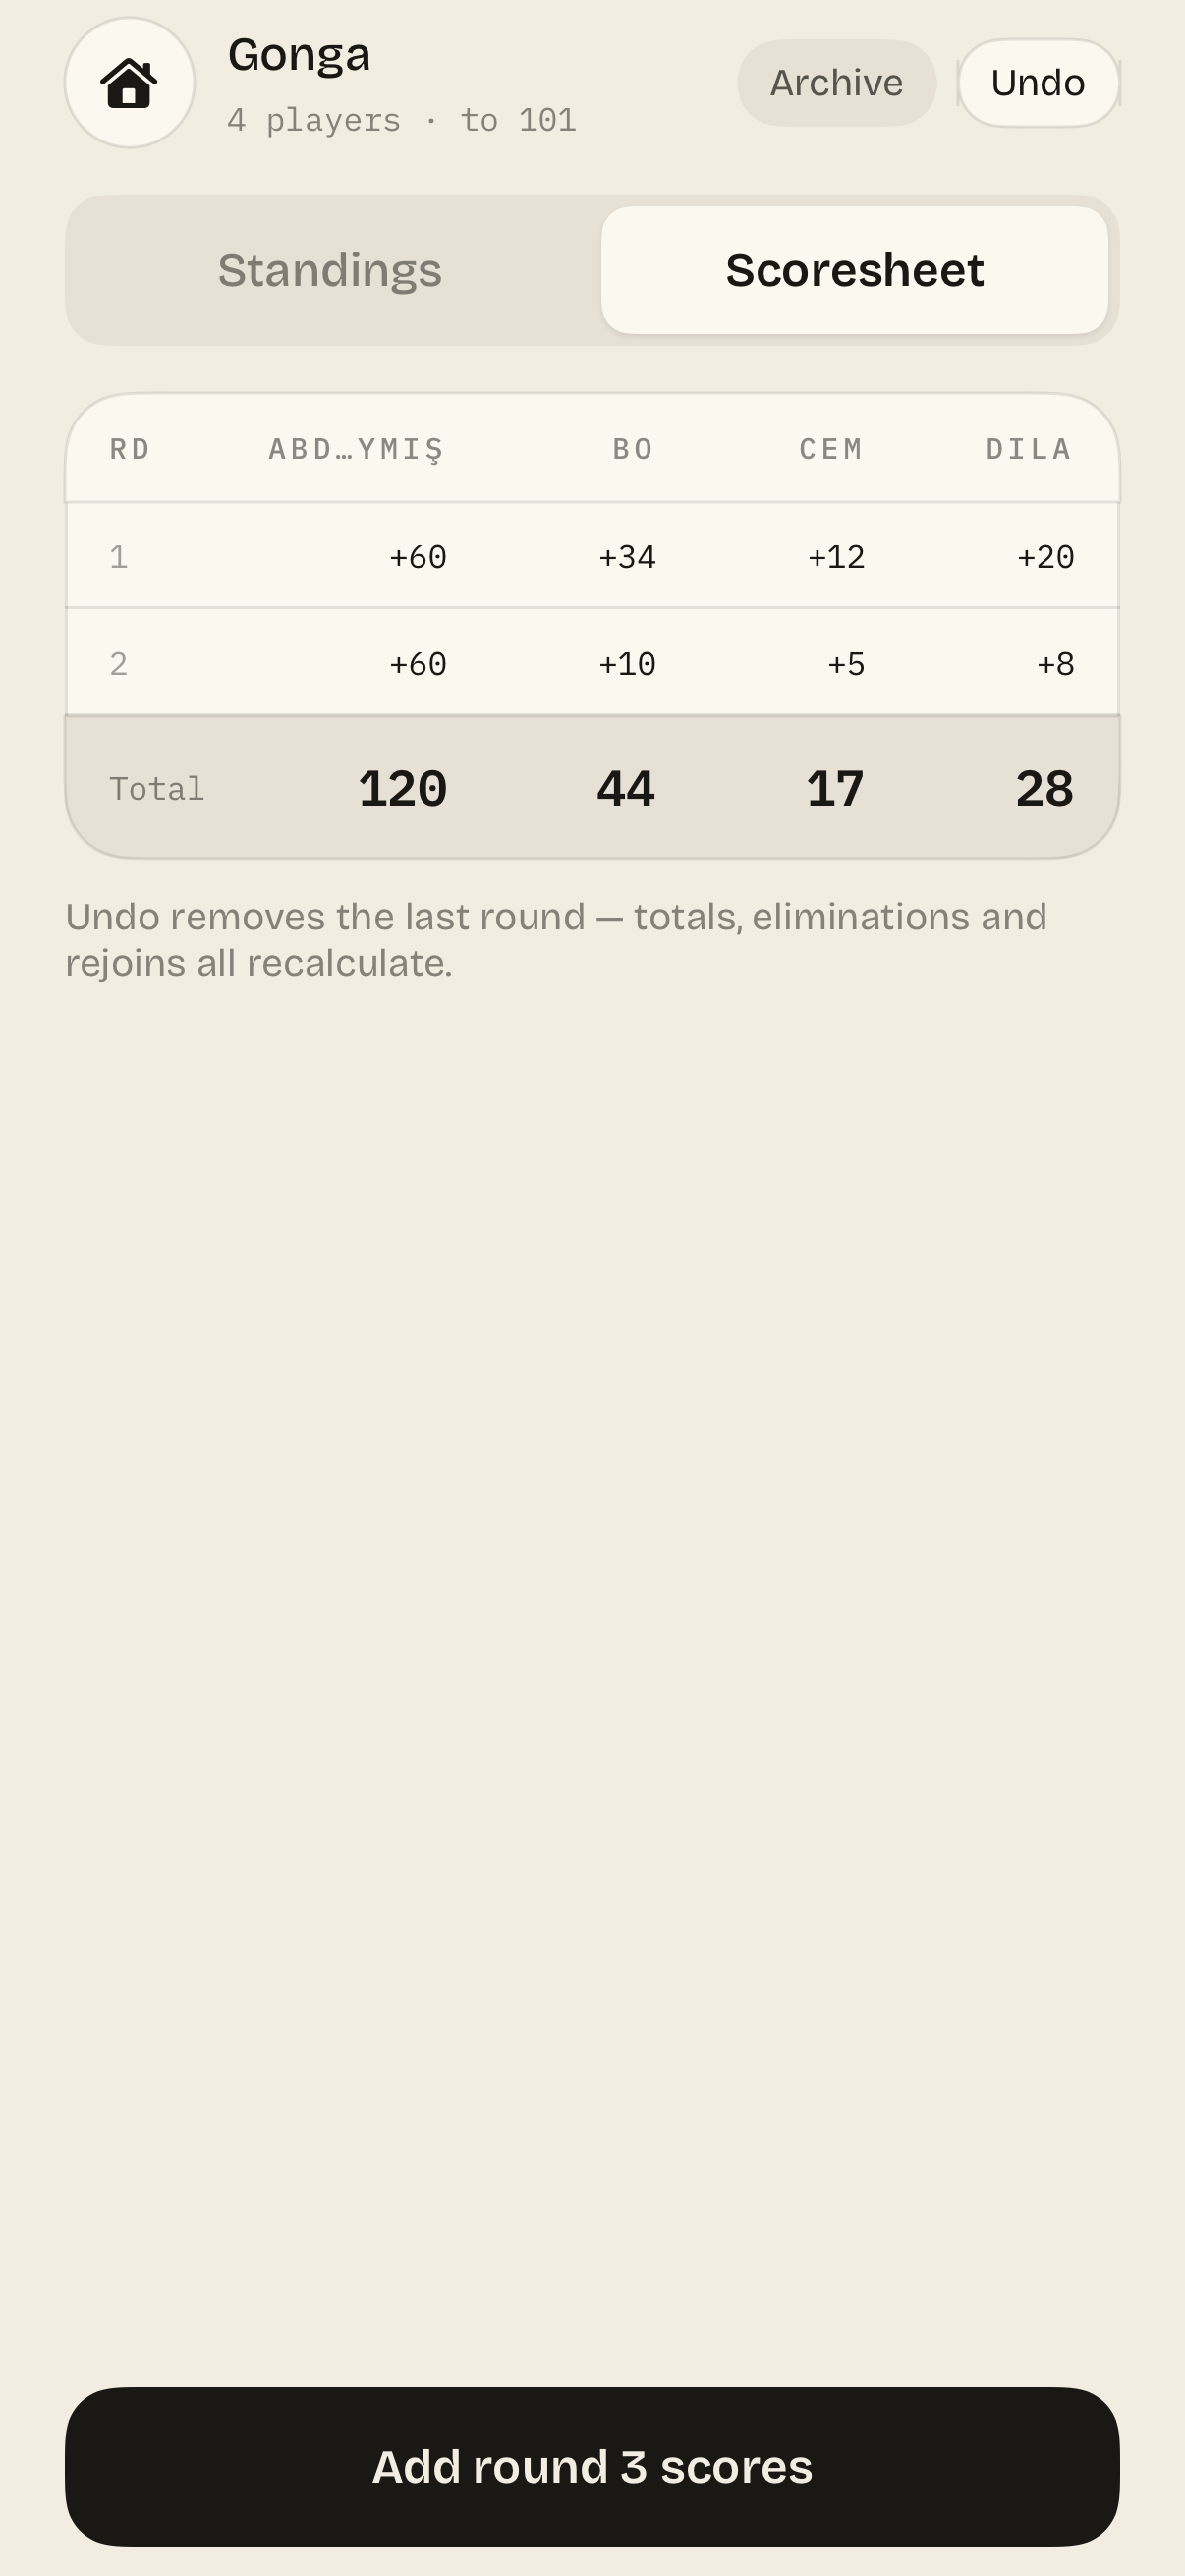 Gonga
4 players · to 101
Archive
Undo
Standings
Scoresheet
RD ABD…YMIŞ BO CEM DILA
1 +60 +34 +12 +20
2 +60 +10 +5 +8
Total 120 44 17 28
Undo removes the last round — totals, eliminations and
rejoins all recalculate.
Add round 3 scores